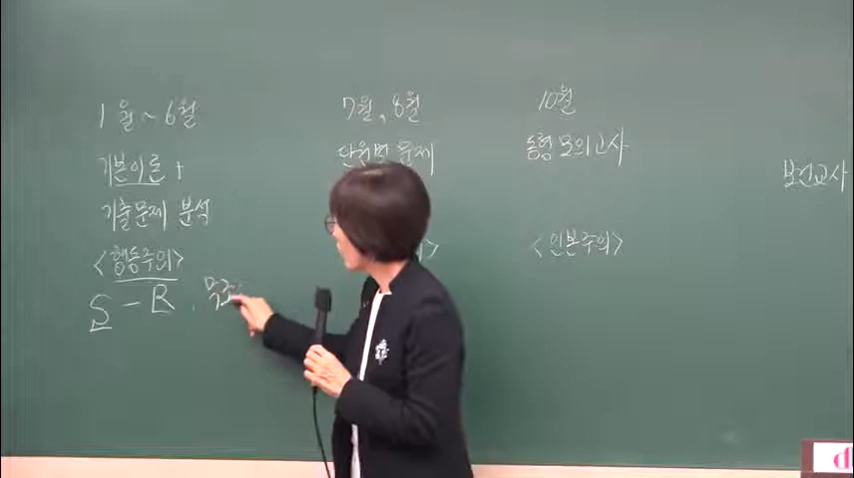 1월~6월
기본이론 +
기출문제 분석
<행동주의>
S - R
7월, 8월
단원별 문제
10월
동형 모의고사
<인본주의>
보건교사